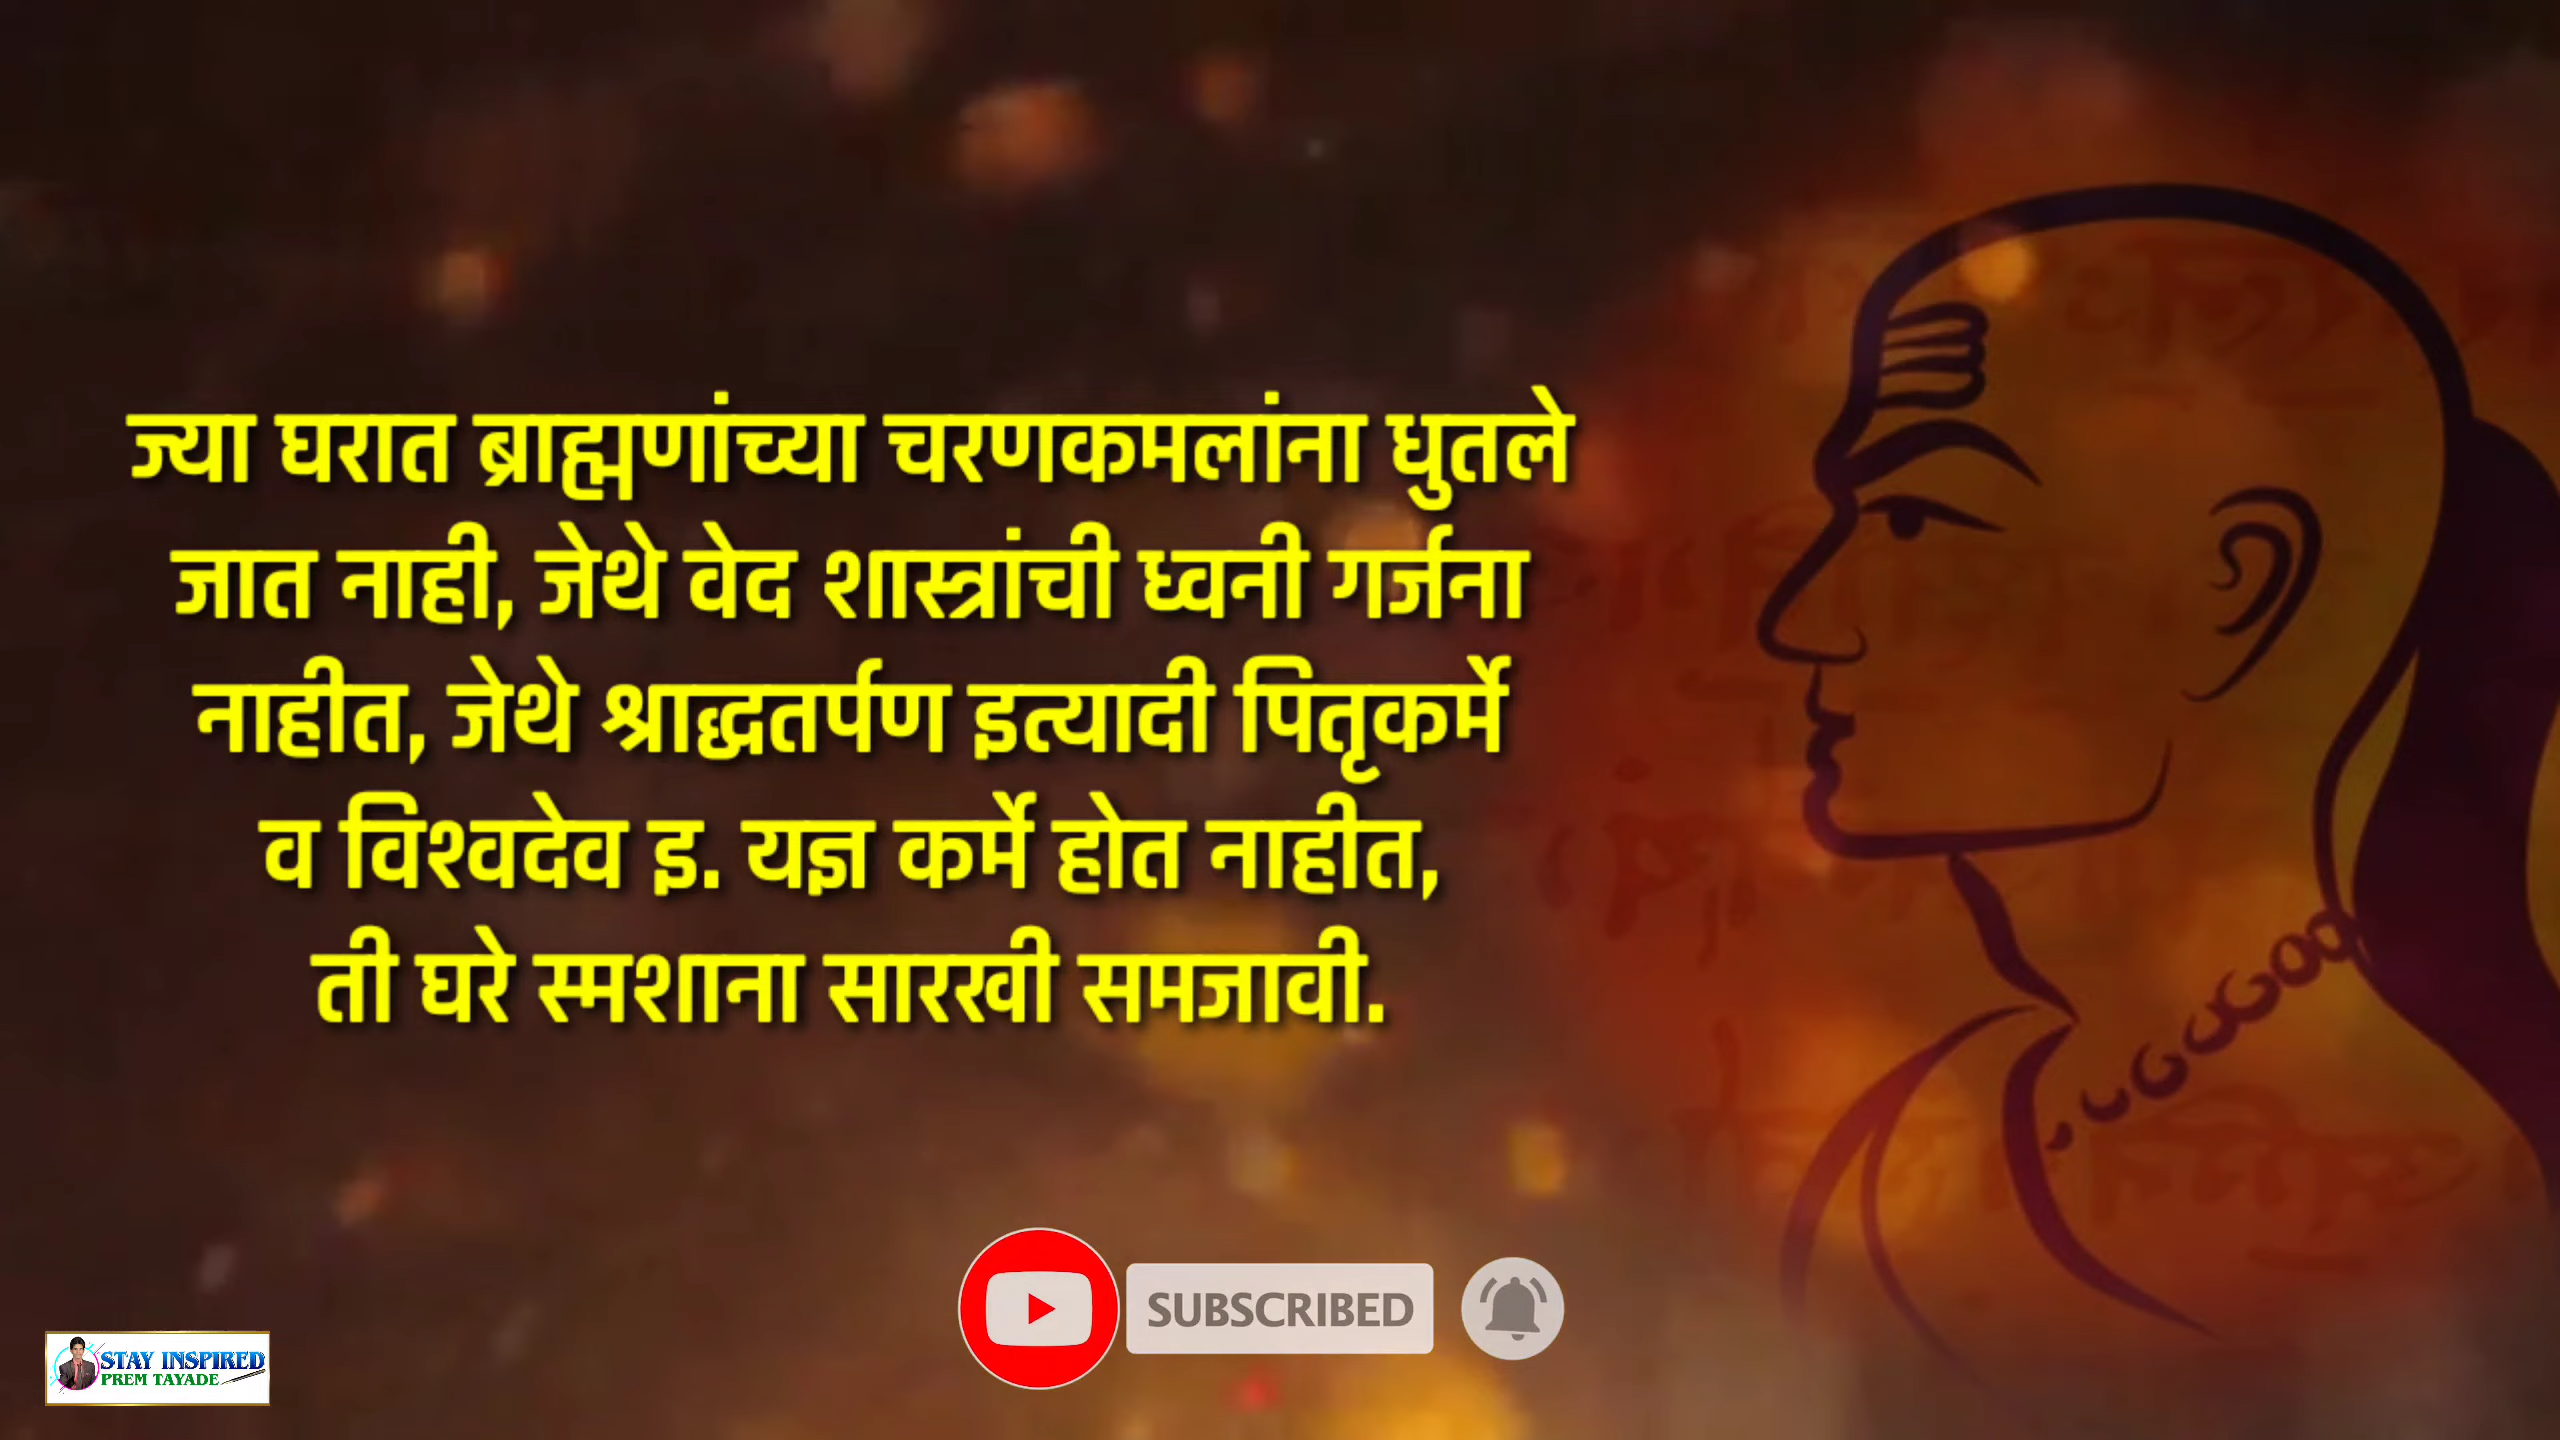 ज्या घरात ब्राह्मणांच्या चरणकमलांना धुतले
जात नाही, जेथे वेद शास्त्रांची ध्वनी गर्जना
नाहीत, जेथे श्राद्धतर्पण इत्यादी पितृकर्मे
व विश्वदेव इ. यज्ञ कर्मे होत नाहीत,
ती घरे स्मशाना सारखी समजावी.
SUBSCRIBED
STAY INSPIRED
PREM TAYADE